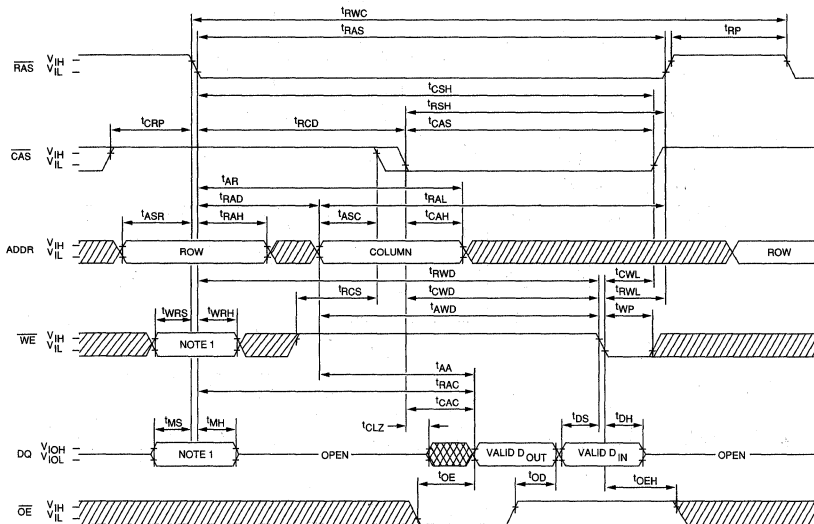 tRWC
tRAS
tRP
RAS VIH
VIL
tCSH
tRSH
tCRP
tRCD
tCAS
CAS VIH
VIL
tAR
tRAD
tRAL
tASR
tRAH
tASC
tCAH
ADDR VIH
VIL
ROW
COLUMN
ROW
tRWD
tCWL
tRCS
tCWD
tRWL
tWRS
tWRH
tAWD
tWP
WE VIH
VIL
NOTE 1
tAA
tRAC
tCAC
tMS
tMH
tCLZ
tDS
tDH
DQ VIOH
VIOL
NOTE 1
OPEN
VALID DOUT
VALID DIN
OPEN
tOE
tOD
tOEH
OE VIH
VIL